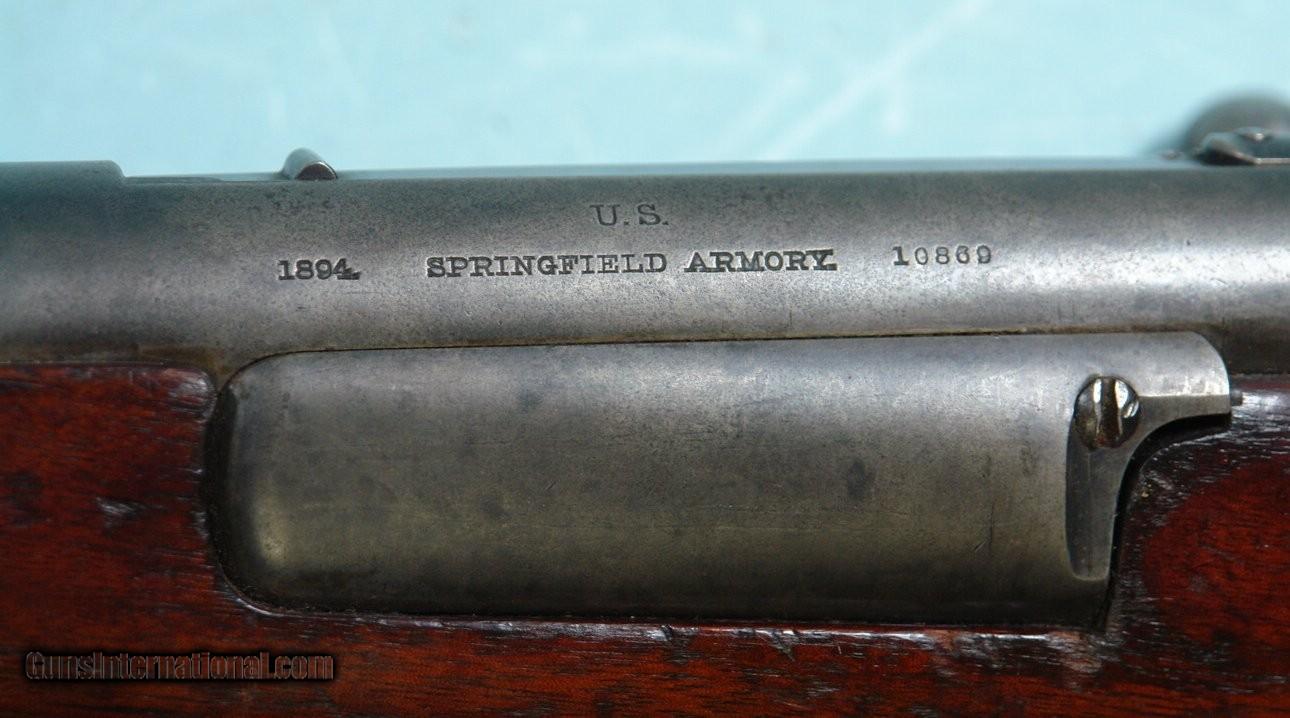 U.S.
1894. SPRINGFIELD ARMORY. 10869
GunsInternational.com